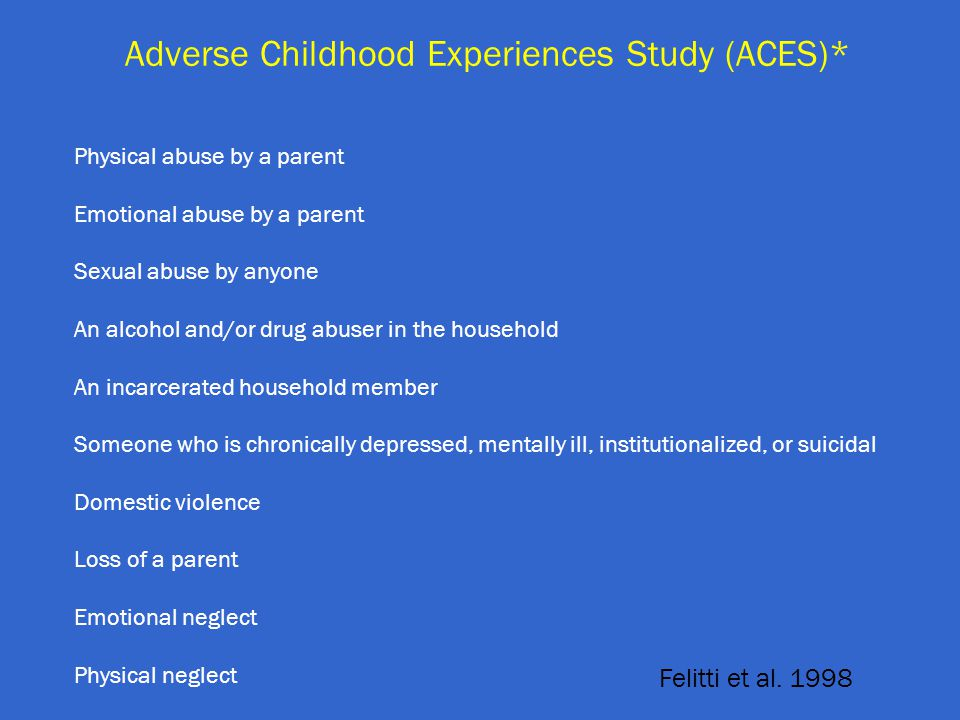 Adverse Childhood Experiences Study (ACES)*
Physical abuse by a parent
Emotional abuse by a parent
Sexual abuse by anyone
An alcohol and/or drug abuser in the household
An incarcerated household member
Someone who is chronically depressed, mentally ill, institutionalized, or suicidal
Domestic violence
Loss of a parent
Emotional neglect
Physical neglect
Felitti et al. 1998